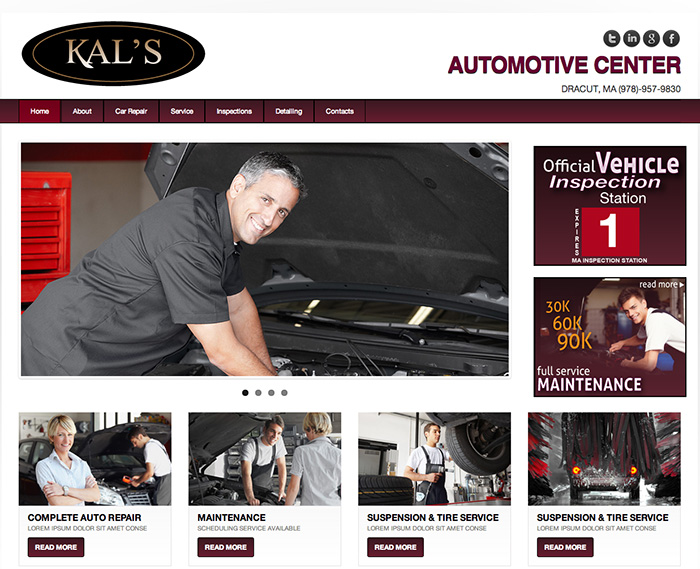 KAL'S
AUTOMOTIVE CENTER
DRACUT, MA (978)-957-9830
Home About Car Repair Service Inspections Detailing Contacts
Official VEHICLE
Inspection
Station
EXPIRES
1
MA INSPECTION STATION
read more
30K
60K
90K
full service
MAINTENANCE
COMPLETE AUTO REPAIR
LOREM IPSUM DOLOR SIT AMET CONSE
READ MORE
MAINTENANCE
SCHEDULING SERVICE AVAILABLE
READ MORE
SUSPENSION & TIRE SERVICE
LOREM IPSUM DOLOR SIT AMET CONSE
READ MORE
SUSPENSION & TIRE SERVICE
LOREM IPSUM DOLOR SIT AMET CONSE
READ MORE